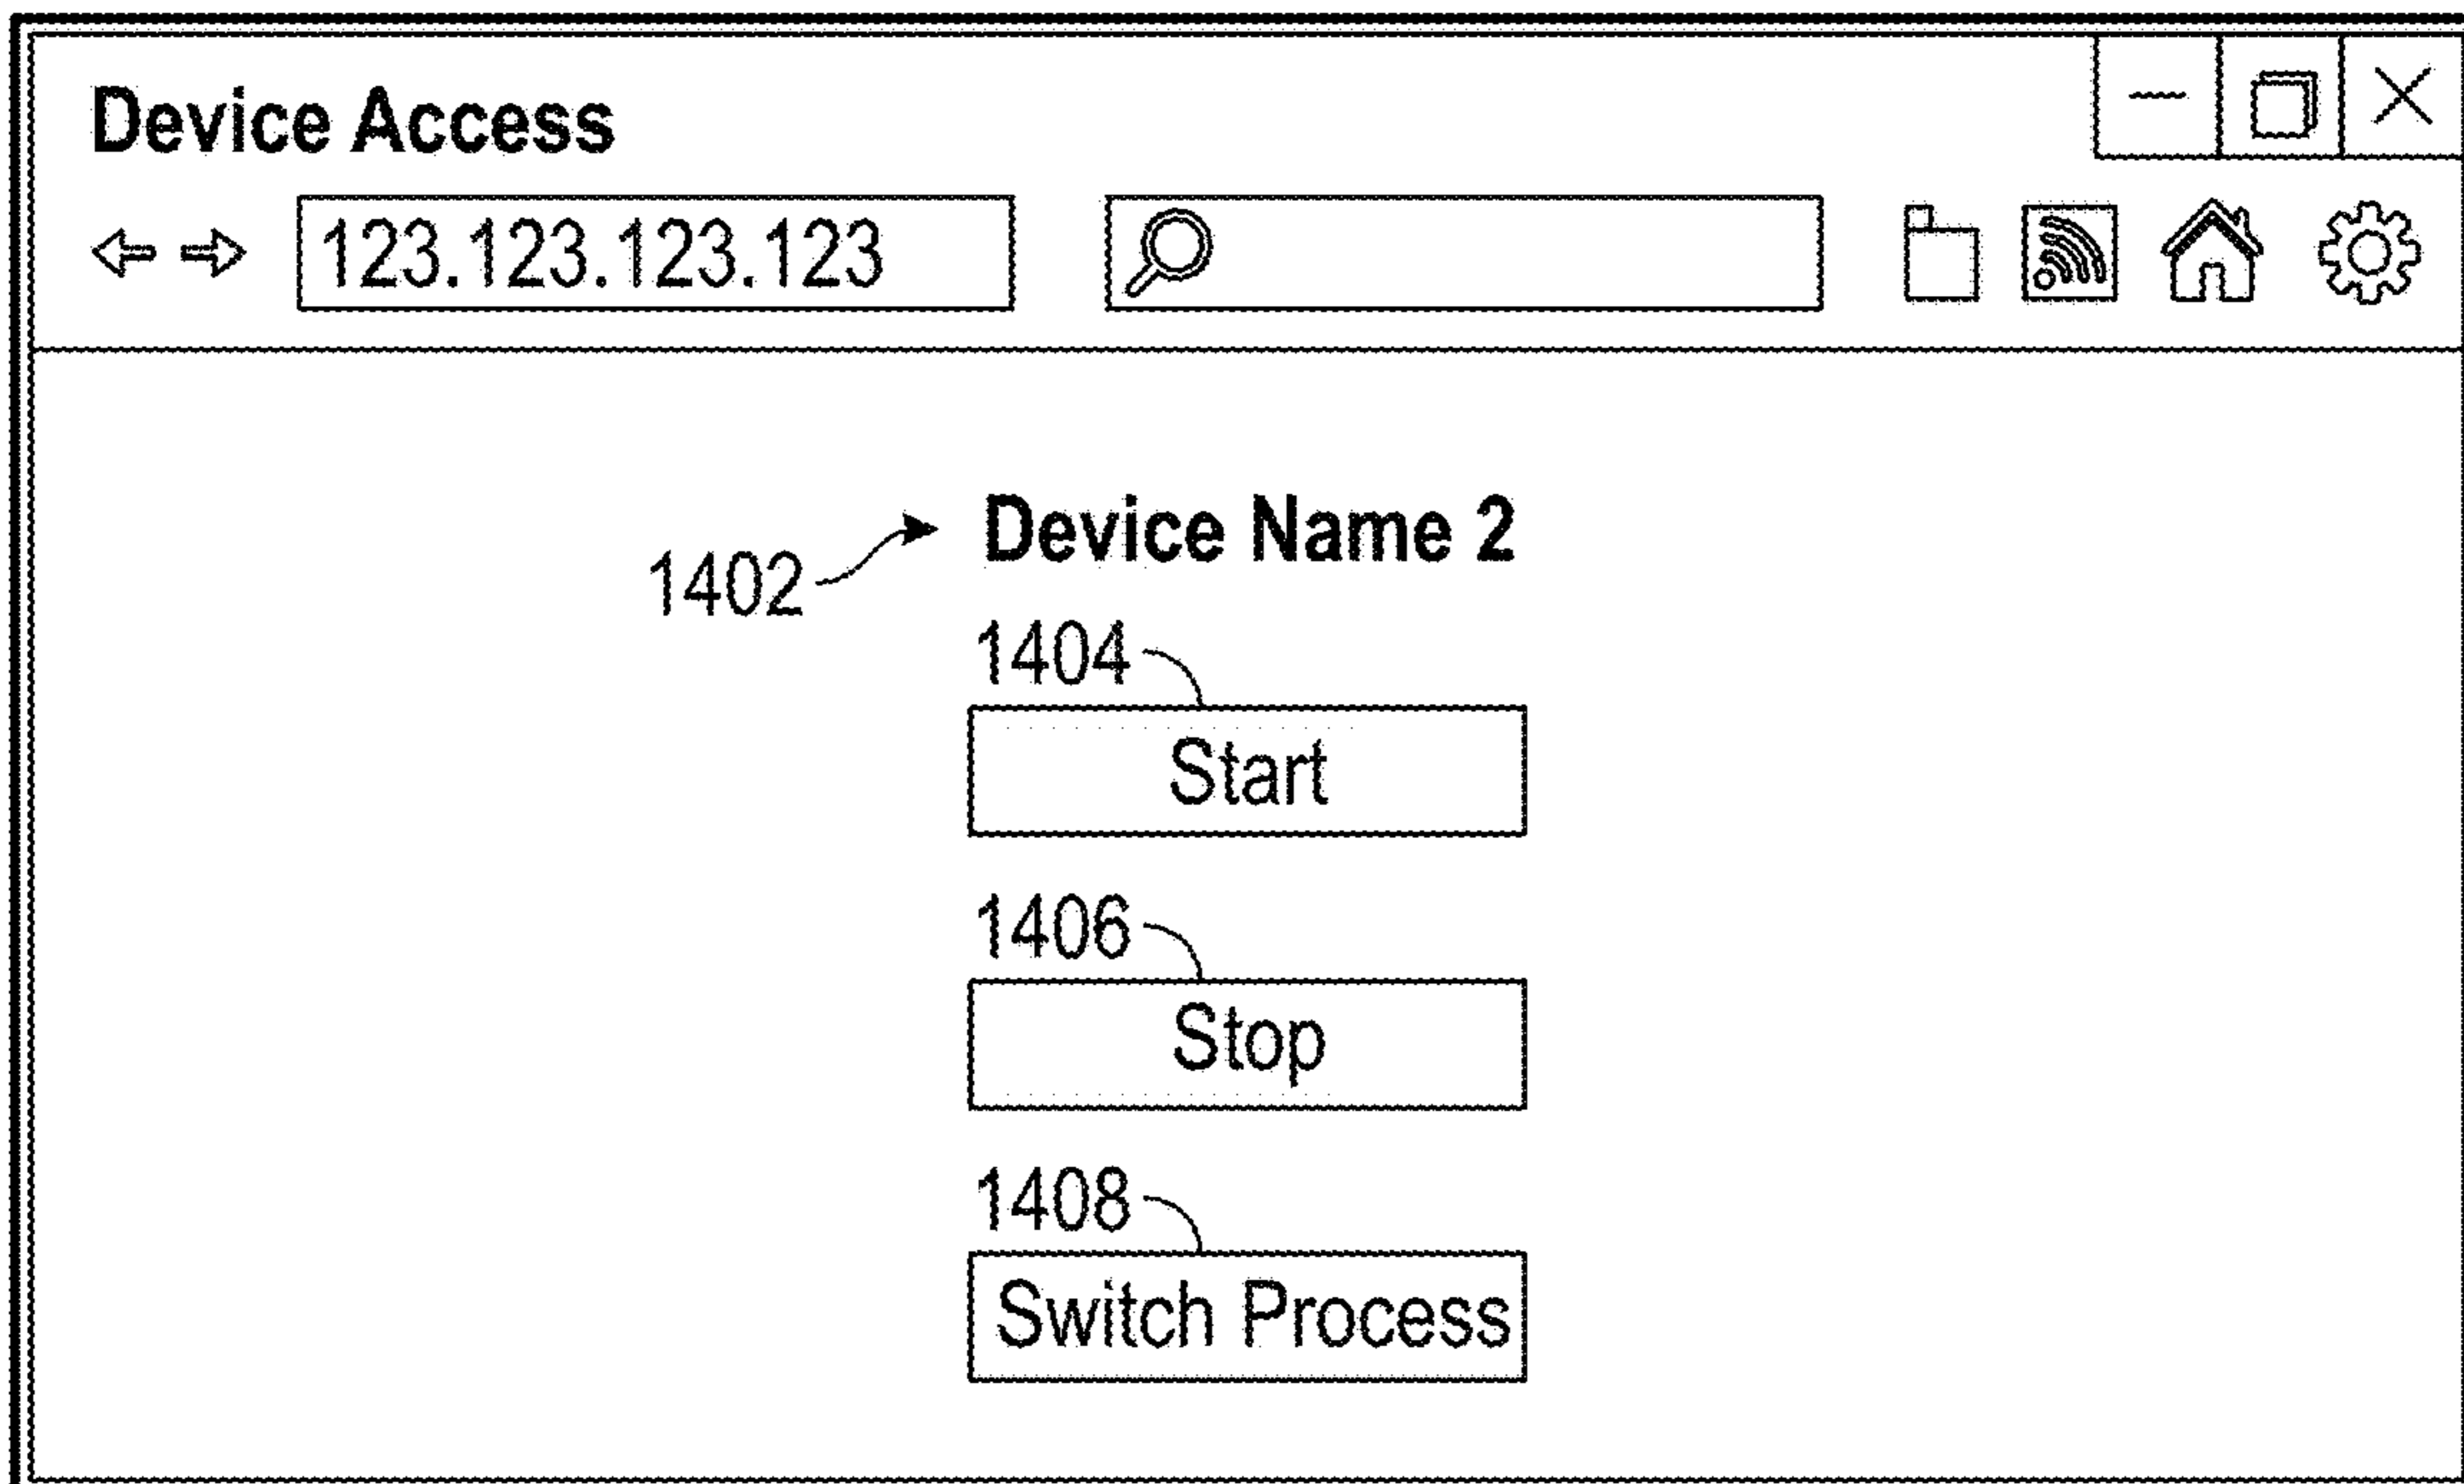 Device Access
123.123.123.123
Device Name 2
1402
1404
Start
1406
Stop
1408
Switch Process